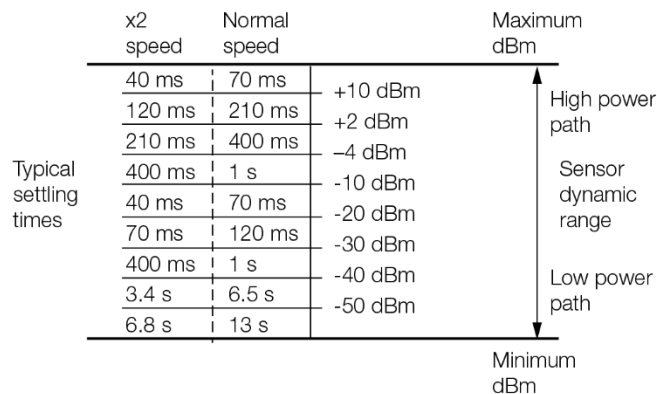 x2 Normal Maximum
speed speed dBm
40 ms 70 ms
+10 dBm
120 ms 210 ms
+2 dBm
210 ms 400 ms
–4 dBm
400 ms 1 s
-10 dBm
40 ms 70 ms
-20 dBm
70 ms 120 ms
-30 dBm
400 ms 1 s
-40 dBm
3.4 s 6.5 s
-50 dBm
6.8 s 13 s
Typical
settling
times
High power
path
Sensor
dynamic
range
Low power
path
Minimum
dBm